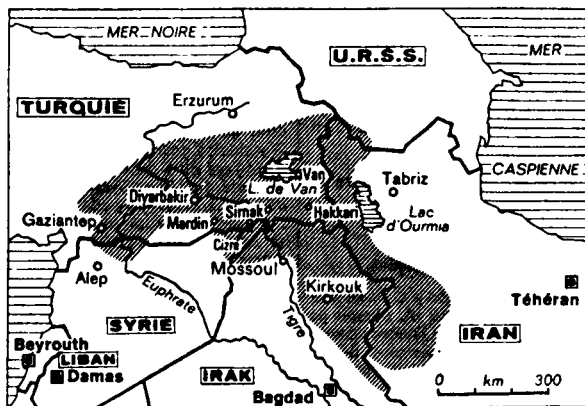 MER NOIRE
U.R.S.S.
MER
CASPIENNE
TURQUIE
Erzurum
Van
L. de Van
Tabriz
Diyarbakir
Sirnak
Hakkari
Lac
d'Ourmia
Gaziantep
Mardin
Cizre
Mossoul
Alep
Euphrate
Kirkouk
Téhéran
SYRIE
Tigre
IRAN
Beyrouth
LIBAN
Damas
IRAK
Bagdad
0 km 300